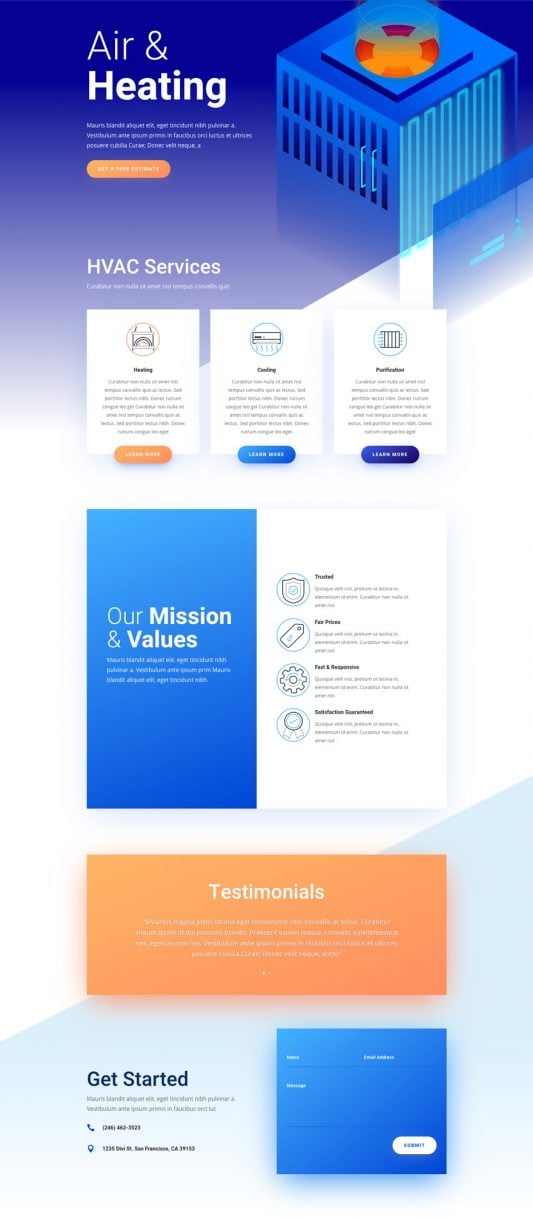 Air &
Heating
Mauris blandit aliquet elit, eget tincidunt nibh pulvinar a.
Vestibulum ante ipsum primis in faucibus orci luctus et ultrices
posuere cubilia Curae; Donec velit neque, a
GET A FREE ESTIMATE
HVAC Services
Curabitur non nulla sit amet nisl tempus convallis quis
Heating
Curabitur non nulla sit amet nisl
tempus convallis quis ac lectus. Sed
porttitor lectus nibh. Donec rutrum
congue leo get Curabitur non nulla
sit amet nisl tempus convallis quis ac
lectus. Sed porttitor lectus nibh. Donec
rutrum congue leo eget
LEARN MORE
Cooling
Curabitur non nulla sit amet nisl
tempus convallis quis ac lectus. Sed
porttitor lectus nibh. Donec rutrum
congue leo get Curabitur non nulla
sit amet nisl tempus convallis quis ac
lectus. Sed porttitor lectus nibh. Donec
rutrum congue leo eget
LEARN MORE
Purification
Curabitur non nulla sit amet nisl
tempus convallis quis ac lectus. Sed
porttitor lectus nibh. Donec rutrum
congue leo get Curabitur non nulla
sit amet nisl tempus convallis quis ac
lectus. Sed porttitor lectus nibh. Donec
rutrum congue leo eget
LEARN MORE
Our Mission
& Values
Mauris blandit aliquet elit, eget tincidunt nibh
pulvinar a. Vestibulum ante ipsum prim Mauris
blandit aliquet elit, eget tincidunt nibh.
Trusted
Quisque velit nisi, pretium ut lacinia in,
elementum id enim. Curabitur non nulla sit
amet nisl
Fair Prices
Quisque velit nisi, pretium ut lacinia in,
elementum id enim. Curabitur non nulla sit
amet nisl
Fast & Responsive
Quisque velit nisi, pretium ut lacinia in,
elementum id enim. Curabitur non nulla sit
amet nisl
Satisfaction Guaranteed
Quisque velit nisi, pretium ut lacinia in,
elementum id enim. Curabitur non nulla sit
amet nisl
Testimonials
"Vivamus magna justo, lacinia eget consectetur sed, convallis at tellus. Curabitur
aliquet quam id dui posuere blandit. Praesent sapien massa, convallis a pellentesque
nec, egestas non nisi. Vestibulum ante ipsum primis in faucibus orci luctus et ultrices
posuere cubilia Curae; Donec velit neque, aucto"
Get Started
Mauris blandit aliquet elit, eget tincidunt nibh pulvinar a.
Vestibulum ante ipsum primis in faucibus orci luc
(246) 462-3523
1235 Divi St. San Francisco, CA 39153
Name
Email Address
Message
SUBMIT